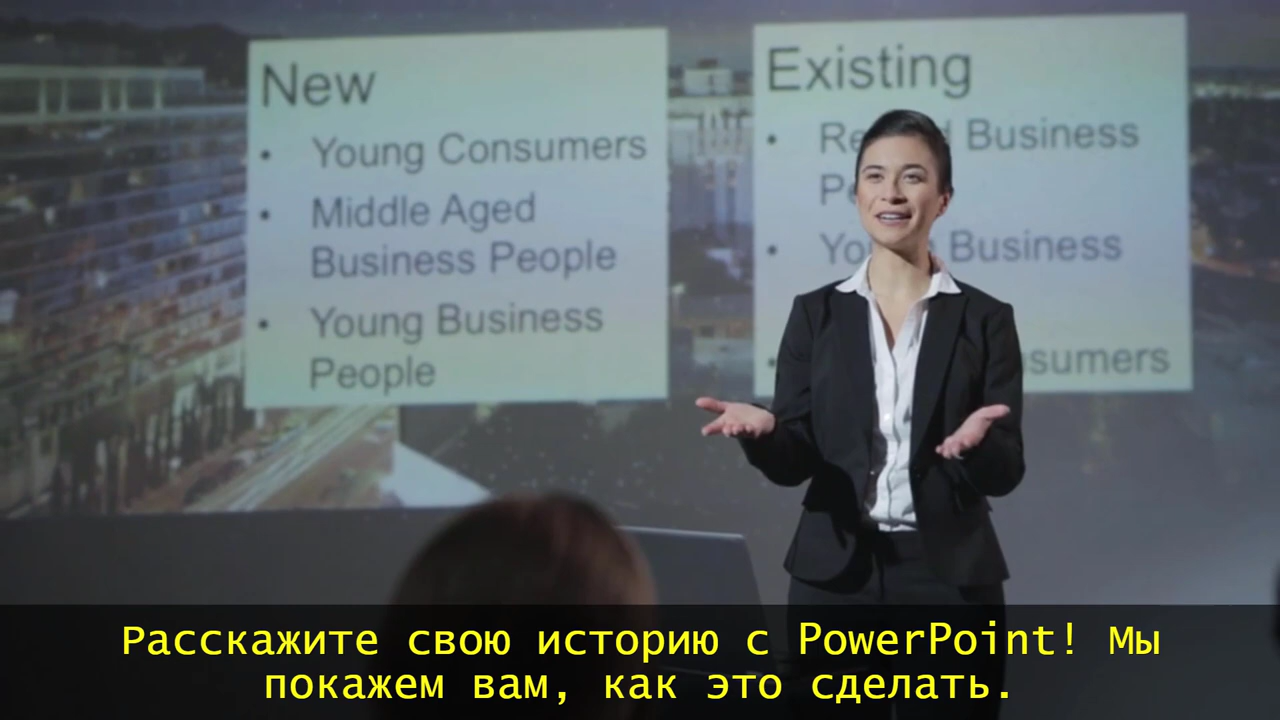 New
• Young Consumers
• Middle Aged
Business People
• Young Business
People
Existing
• Business
• Business
Расскажите свою историю с PowerPoint! Мы
покажем вам, как это сделать.